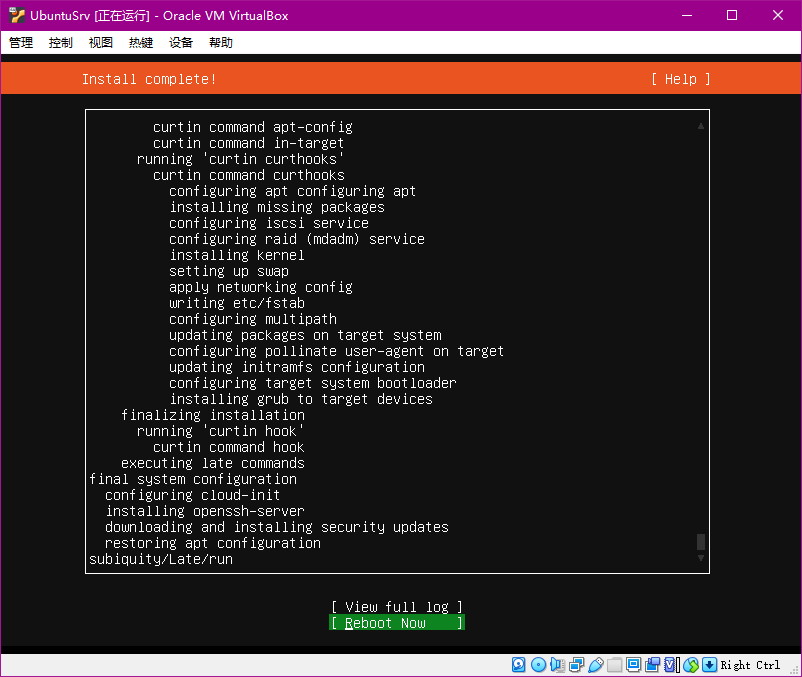 UbuntuSrv [正在运行] - Oracle VM VirtualBox
管理 控制 视图 热键 设备 帮助
Install complete! [ Help ]
curtin command apt-config
curtin command in-target
running 'curtin curthooks'
curtin command curthooks
configuring apt configuring apt
installing missing packages
configuring iscsi service
configuring raid (mdadm) service
installing kernel
setting up swap
apply networking config
writing etc/fstab
configuring multipath
updating packages on target system
configuring pollinate user-agent on target
updating initramfs configuration
configuring target system bootloader
installing grub to target devices
finalizing installation
running 'curtin hook'
curtin command hook
executing late commands
final system configuration
configuring cloud-init
installing openssh-server
downloading and installing security updates
restoring apt configuration
subiquity/Late/run
[ View full log ]
[ Reboot Now ]
Right Ctrl